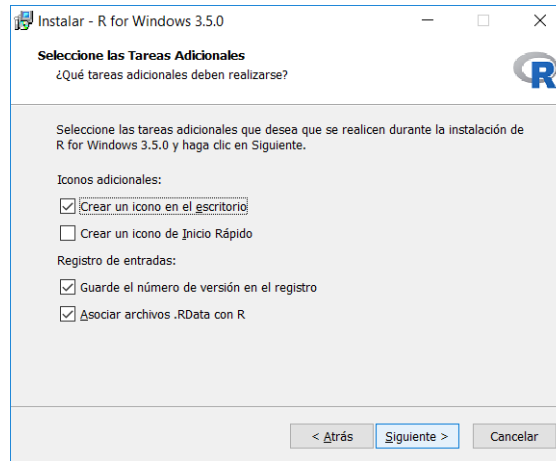 Instalar - R for Windows 3.5.0
Seleccione las Tareas Adicionales
¿Qué tareas adicionales deben realizarse?
R
Seleccione las tareas adicionales que desea que se realicen durante la instalación de
R for Windows 3.5.0 y haga clic en Siguiente.
Iconos adicionales:
Crear un icono en el escritorio
Crear un icono de Inicio Rápido
Registro de entradas:
Guarde el número de versión en el registro
Asociar archivos .RData con R
< Atrás
Siguiente >
Cancelar